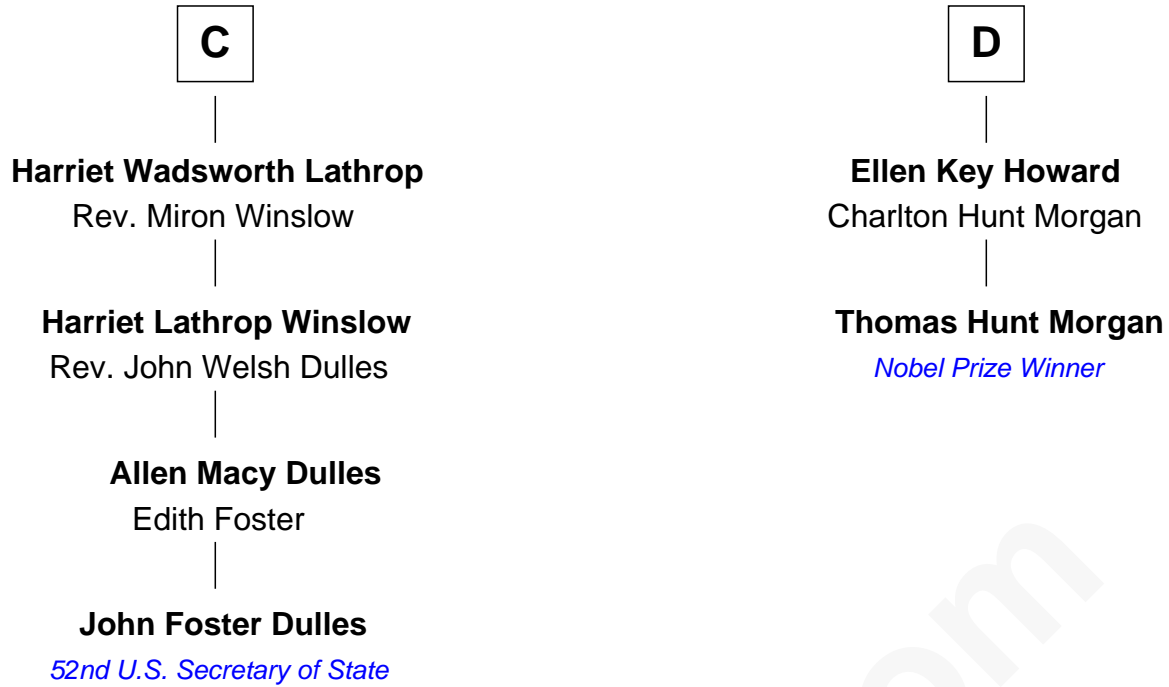 C
Harriet Wadsworth Lathrop
Rev. Miron Winslow
Harriet Lathrop Winslow
Rev. John Welsh Dulles
Allen Macy Dulles
Edith Foster
John Foster Dulles
52nd U.S. Secretary of State
D
Ellen Key Howard
Charlton Hunt Morgan
Thomas Hunt Morgan
Nobel Prize Winner
om